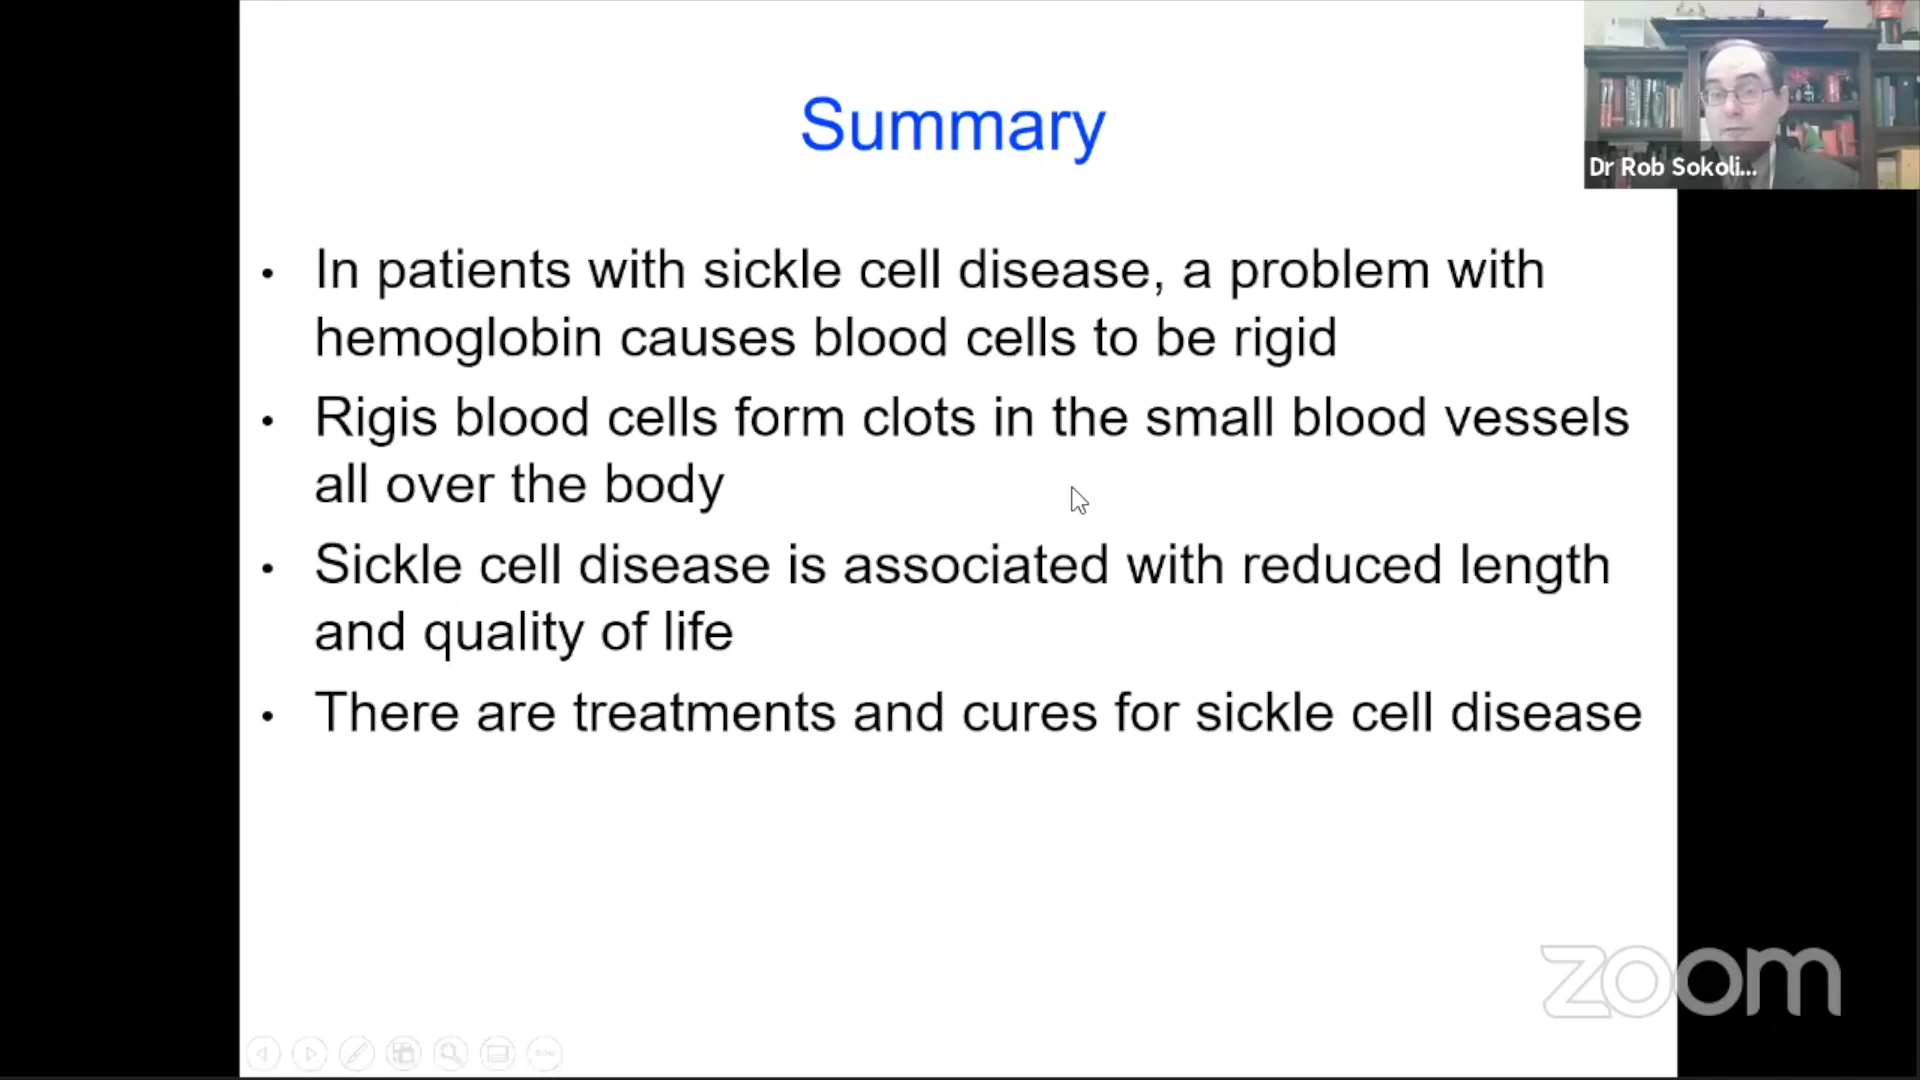 Summary
Dr Rob Sokoli...
• In patients with sickle cell disease, a problem with
hemoglobin causes blood cells to be rigid
• Rigis blood cells form clots in the small blood vessels
all over the body
• Sickle cell disease is associated with reduced length
and quality of life
• There are treatments and cures for sickle cell disease
zoom